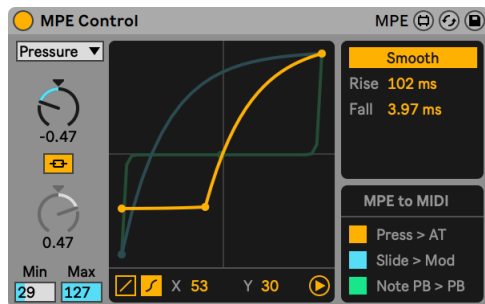 MPE Control MPE
Pressure
-0.47
0.47
Min Max
29 127
X 53 Y 30
Smooth
Rise 102 ms
Fall 3.97 ms
MPE to MIDI
Press > AT
Slide > Mod
Note PB > PB